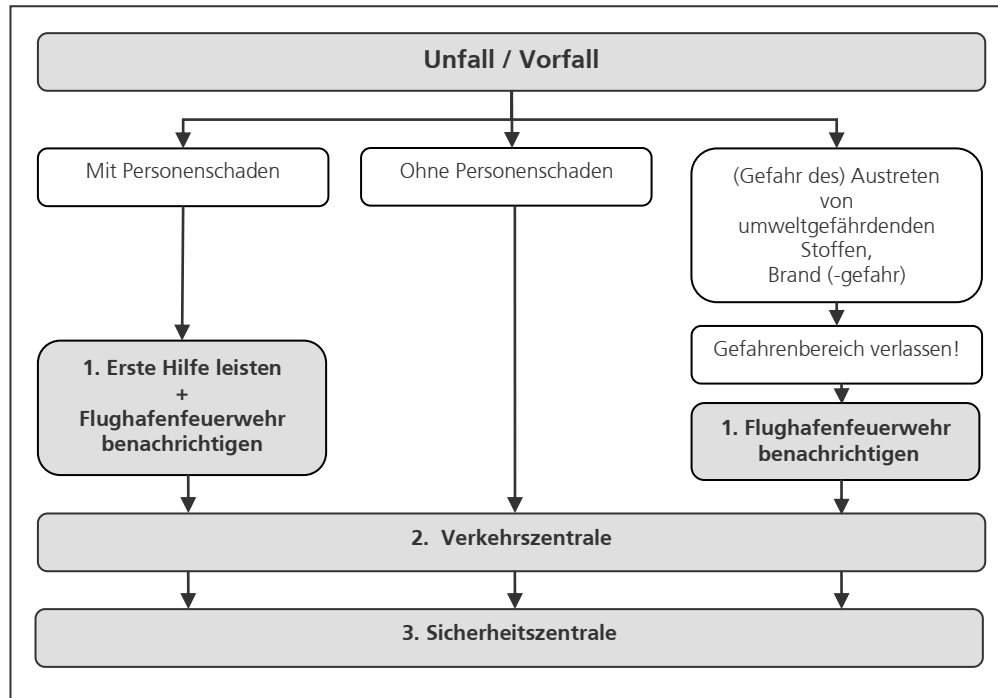 Unfall / Vorfall
Mit Personenschaden
Ohne Personenschaden
(Gefahr des) Austreten
von
umweltgefährdenden
Stoffen,
Brand (-gefahr)
Gefahrenbereich verlassen!
1. Erste Hilfe leisten
+
Flughafenfeuerwehr
benachrichtigen
1. Flughafenfeuerwehr
benachrichtigen
2. Verkehrszentrale
3. Sicherheitszentrale